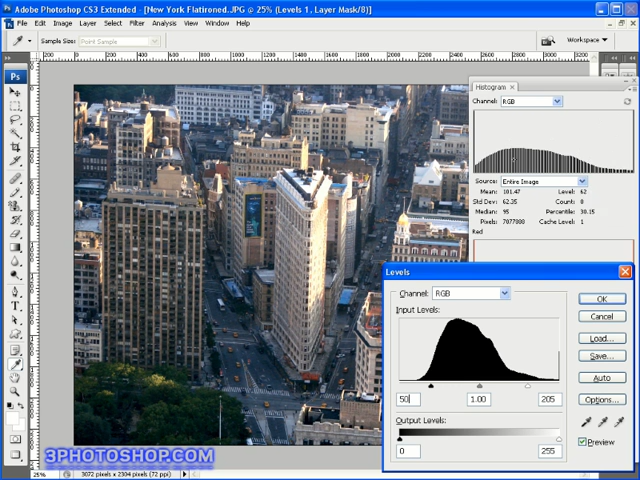 Adobe Photoshop CS3 Extended - [New York Flatironed.JPG @ 25% (Levels 1, Layer Mask/8)]
File Edit Image Layer Select Filter Analysis View Window Help
Sample Size: Point Sample
Workspace
Ps
Histogram
Channel: RGB
Source: Entire Image
Mean: 101.47 Level: 62
Std Dev: 62.35 Count: 0
Median: 95 Percentile: 30.15
Pixels: 7077888 Cache Level: 1
Red
Levels
Channel: RGB
OK
Input Levels:
Cancel
Load...
Save...
Auto
50 1.00 205
Options...
Output Levels:
Preview
0 255
3PHOTOSHOP.COM
25% 3072 pixels x 2304 pixels (72 ppi)